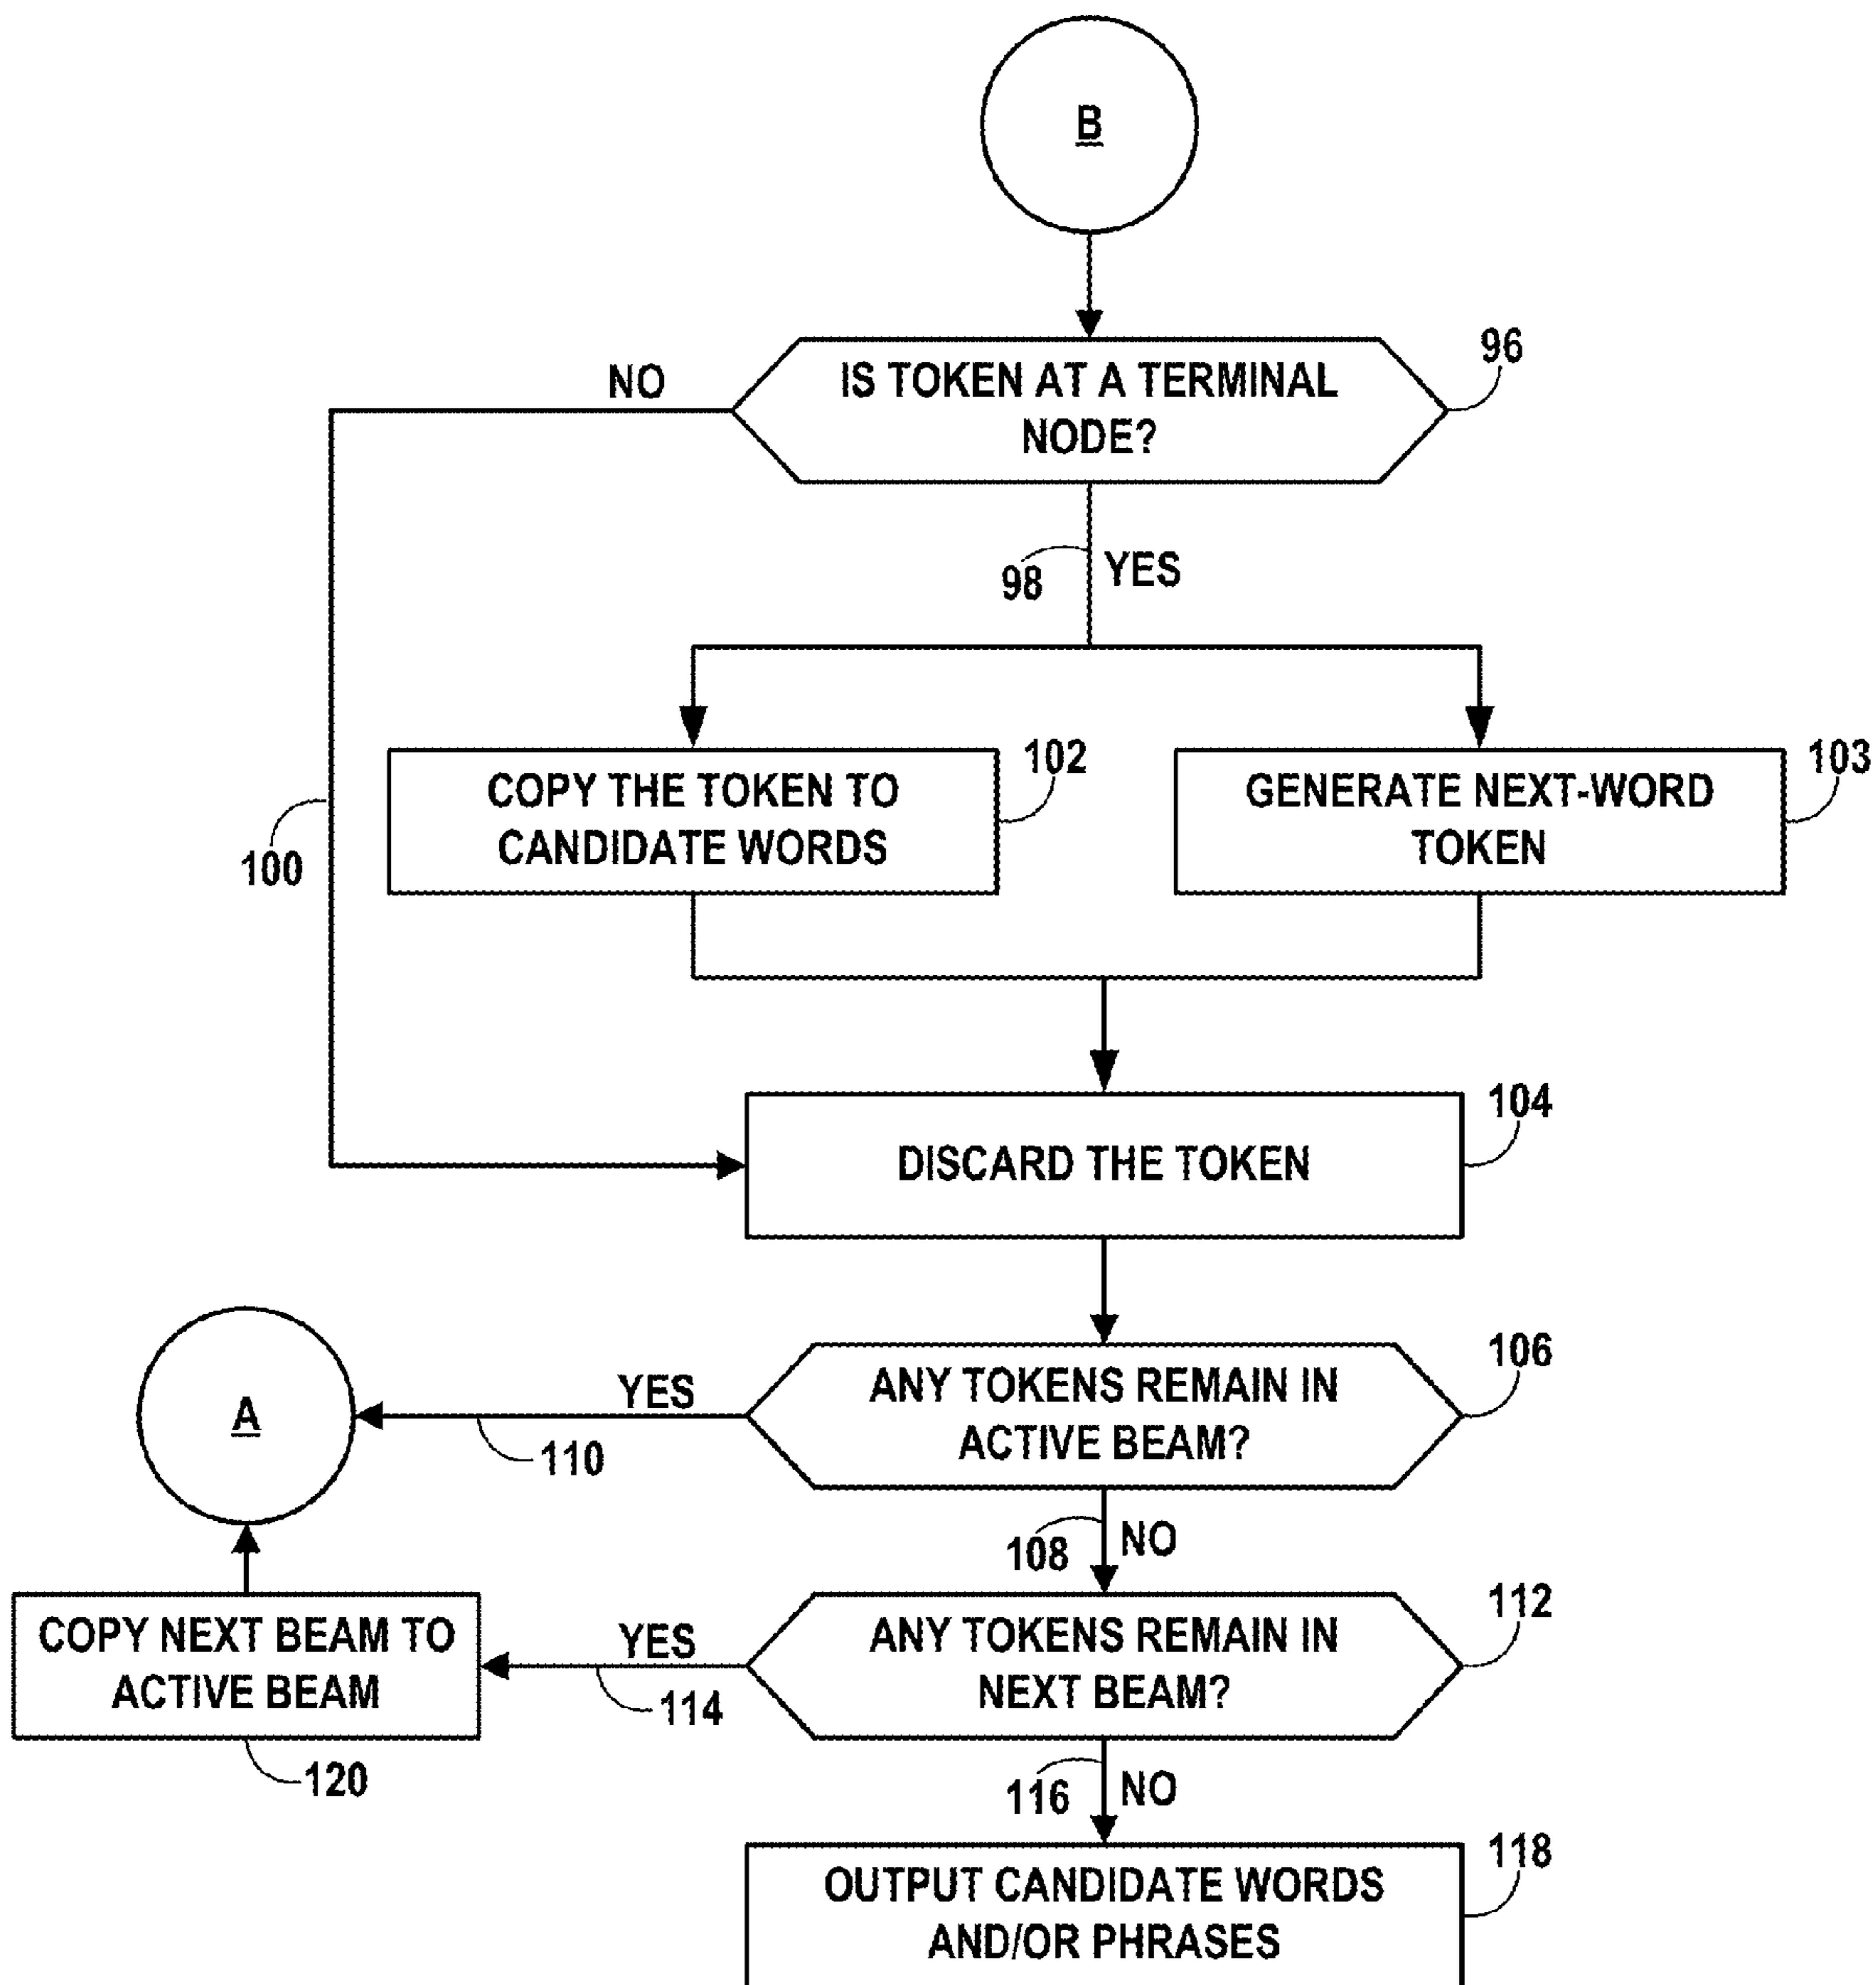 B
IS TOKEN AT A TERMINAL
NODE?
96
NO
98
YES
COPY THE TOKEN TO
CANDIDATE WORDS
102
GENERATE NEXT-WORD
TOKEN
103
100
DISCARD THE TOKEN
104
ANY TOKENS REMAIN IN
ACTIVE BEAM?
106
YES
110
A
108
NO
ANY TOKENS REMAIN IN
NEXT BEAM?
112
YES
114
COPY NEXT BEAM TO
ACTIVE BEAM
120
116
NO
OUTPUT CANDIDATE WORDS
AND/OR PHRASES
118